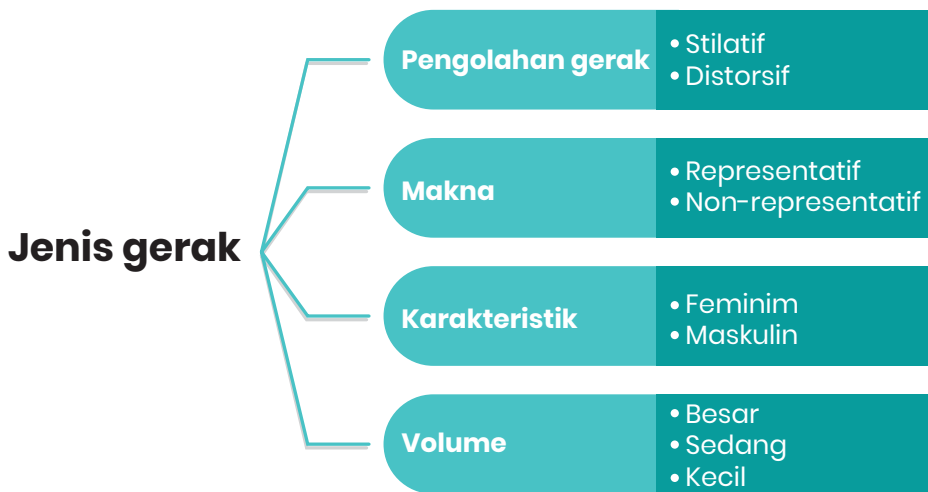 Jenis gerak
Pengolahan gerak
• Stilatif
• Distorsif
Makna
• Representatif
• Non-representatif
Karakteristik
• Feminim
• Maskulin
Volume
• Besar
• Sedang
• Kecil